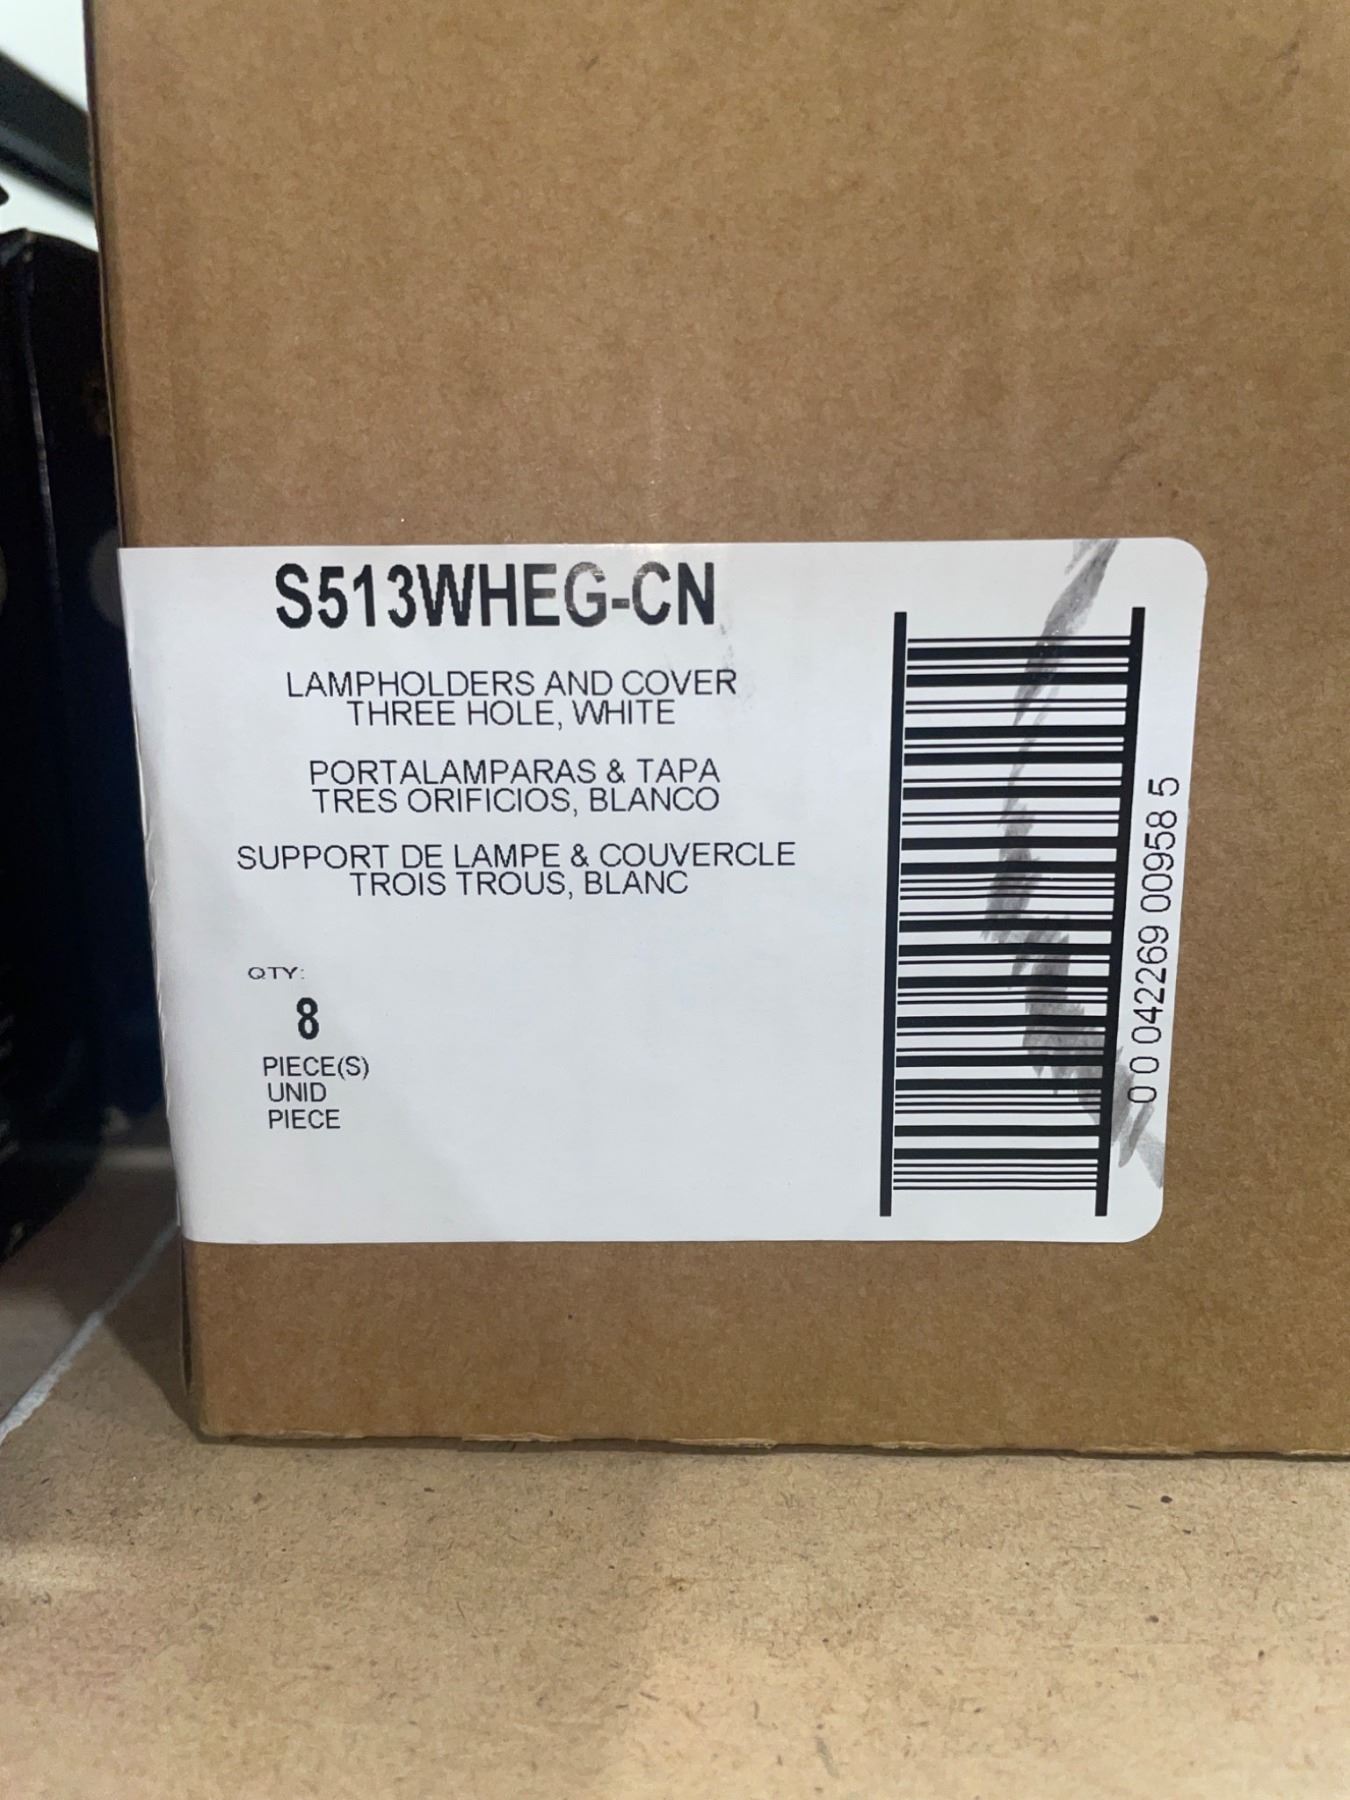 S513WHEG-CN
LAMPHOLDERS AND COVER
THREE HOLE, WHITE
PORTALAMPARAS & TAPA
TRES ORIFICIOS, BLANCO
SUPPORT DE LAMPE & COUVERCLE
TROIS TROUS, BLANC
QTY:
8
PIECE(S)
UNID
PIECE
0 0 042269 00958 5